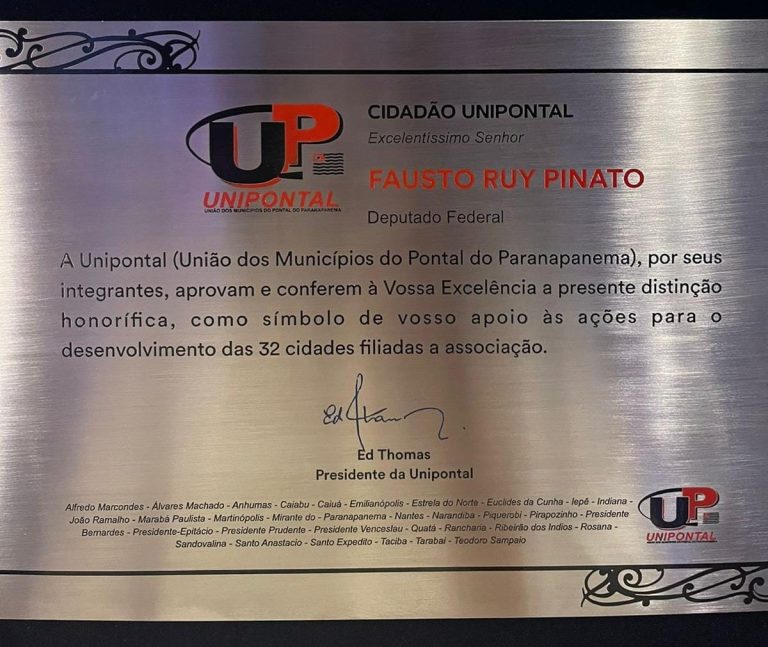 UP
UNIPONTAL
UNIÃO DOS MUNICÍPIOS DO PONTAL DO PARANAPANEMA
CIDADÃO UNIPONTAL
Excelentíssimo Senhor
FAUSTO RUY PINATO
Deputado Federal
A Unipontal (União dos Municípios do Pontal do Paranapanema), por seus
integrantes, aprovam e conferem à Vossa Excelência a presente distinção
honorífica, como símbolo de vosso apoio às ações para o
desenvolvimento das 32 cidades filiadas a associação.
Ed Thomas
Presidente da Unipontal
Alfredo Marcondes - Álvares Machado - Anhumas - Caiabu - Caiuá - Emilianópolis - Estrela do Norte - Euclides da Cunha - Iepê - Indiana -
João Ramalho - Marabá Paulista - Martinópolis - Mirante do - Paranapanema - Nantes - Narandiba - Piquerobi - Pirapozinho - Presidente
Bernardes - Presidente-Epitácio - Presidente Prudente - Presidente Venceslau - Quatá - Rancharia - Ribeirão dos Indios - Rosana -
Sandovalina - Santo Anastacio - Santo Expedito - Taciba - Tarabai - Teodoro Sampaio
UP
UNIPONTAL